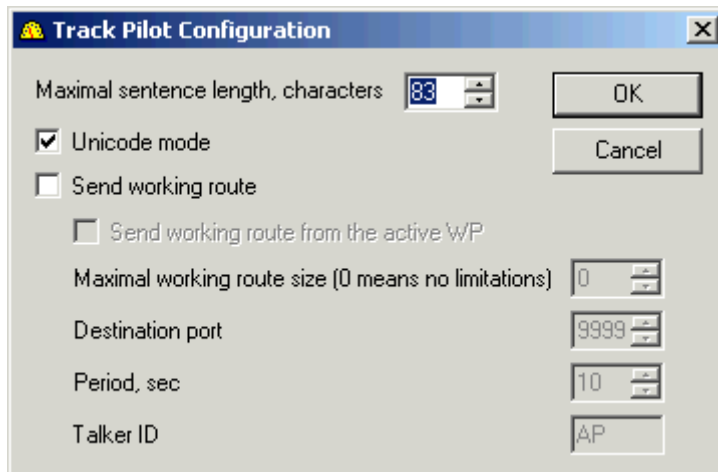 Track Pilot Configuration
Maximal sentence length, characters 83 OK
Unicode mode Cancel
Send working route
Send working route from the active WP
Maximal working route size (0 means no limitations) 0
Destination port 9999
Period, sec 10
Talker ID AP